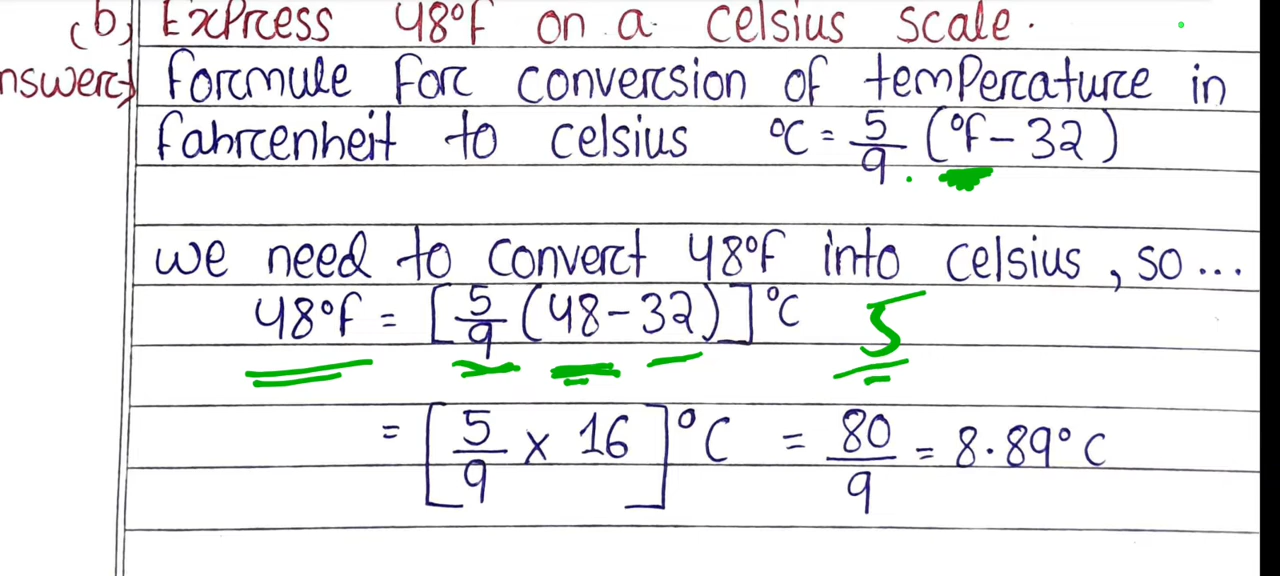 (b) Express 48°F on a celsius scale.
nswer→ formule for conversion of temperature in
fahrenheit to celsius °C = 5/9 (°F - 32)
we need to convert 48°F into celsius, so...
48°F = [5/9 (48 - 32)]°C 5
= [5/9 × 16]°C = 80/9 = 8.89°C